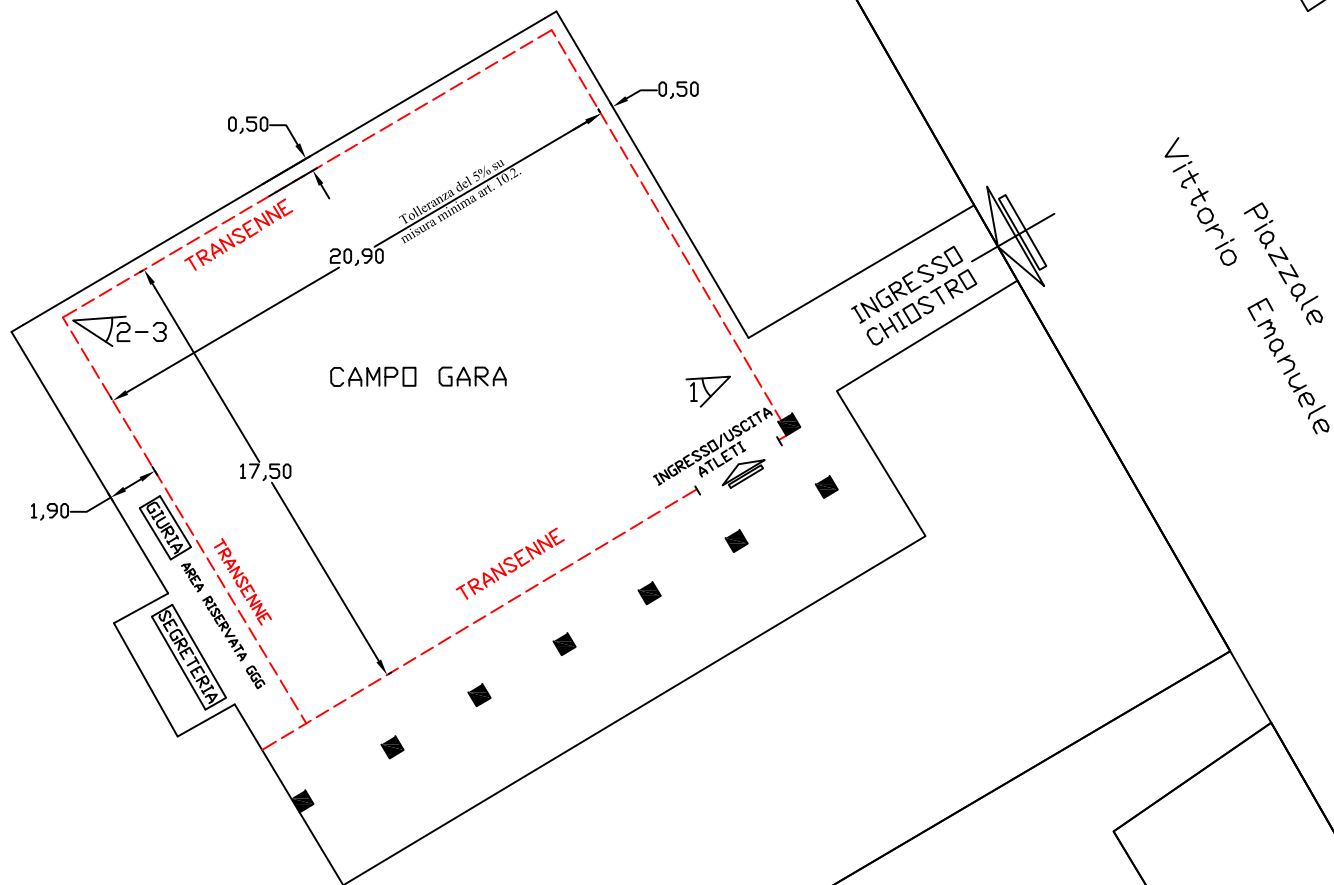 0,50
0,50
Tolleranza del 5% su
misura minima art. 10.2.
TRANSENNE
20,90
Piazzale
Vittorio Emanuele
INGRESSO
CHIOSTRO
2-3
CAMPO GARA
1
INGRESSO/USCITA
ATLETI
17,50
1,90
GIURIA
TRANSENNE
TRANSENNE
AREA RISERVATA GGG
SEGRETERIA